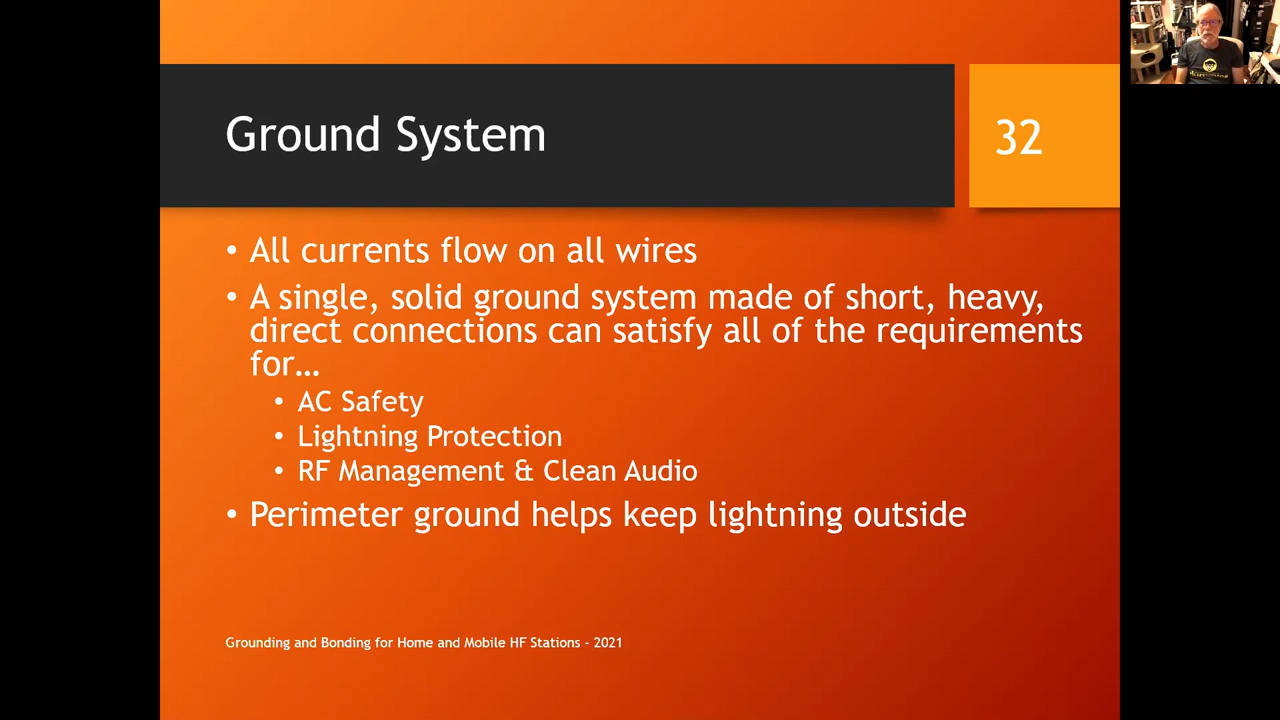 Ground System
32
• All currents flow on all wires
• A single, solid ground system made of short, heavy,
direct connections can satisfy all of the requirements
for…
• AC Safety
• Lightning Protection
• RF Management & Clean Audio
• Perimeter ground helps keep lightning outside
Grounding and Bonding for Home and Mobile HF Stations - 2021